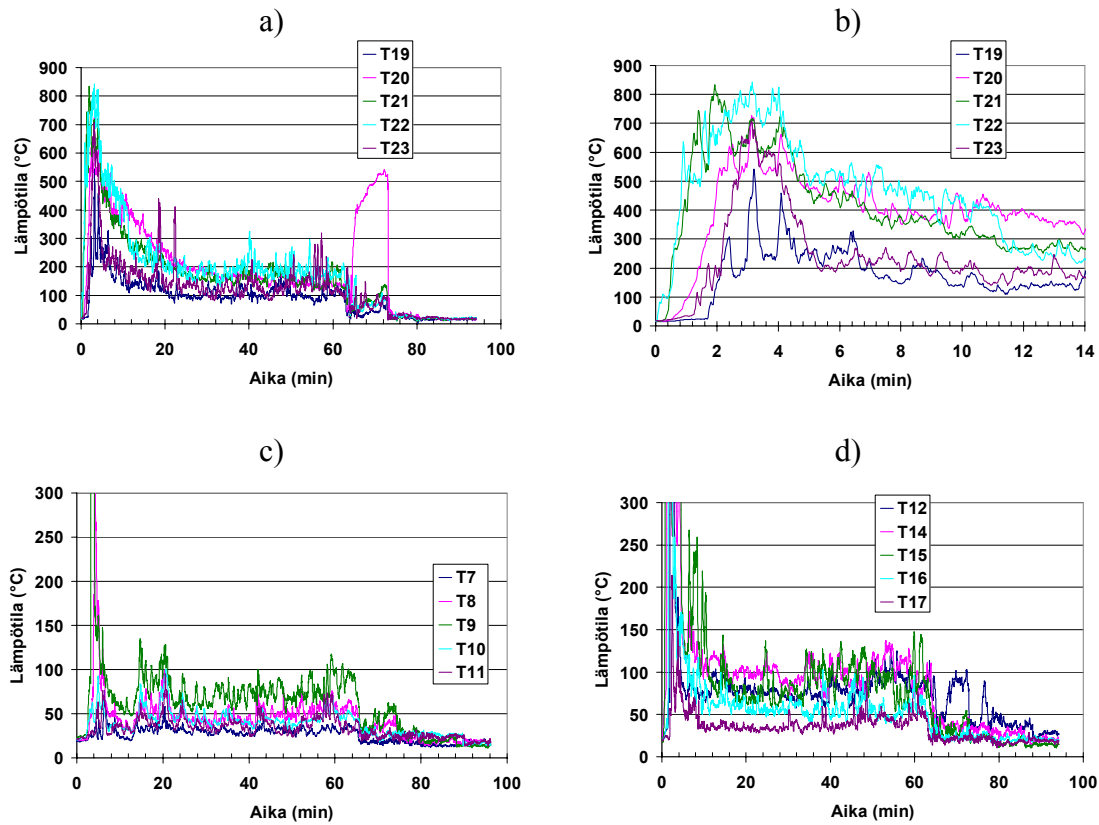 a)
T19
T20
T21
T22
T23
900
800
700
600
500
400
300
200
100
0
Lämpötila (°C)
0 20 40 60 80 100
Aika (min)
b)
T19
T20
T21
T22
T23
900
800
700
600
500
400
300
200
100
0
Lämpötila (°C)
0 2 4 6 8 10 12 14
Aika (min)
c)
300
250
200
150
100
50
0
Lämpötila (°C)
T7
T8
T9
T10
T11
0 20 40 60 80 100
Aika (min)
d)
300
250
200
150
100
50
0
Lämpötila (°C)
T12
T14
T15
T16
T17
0 20 40 60 80 100
Aika (min)